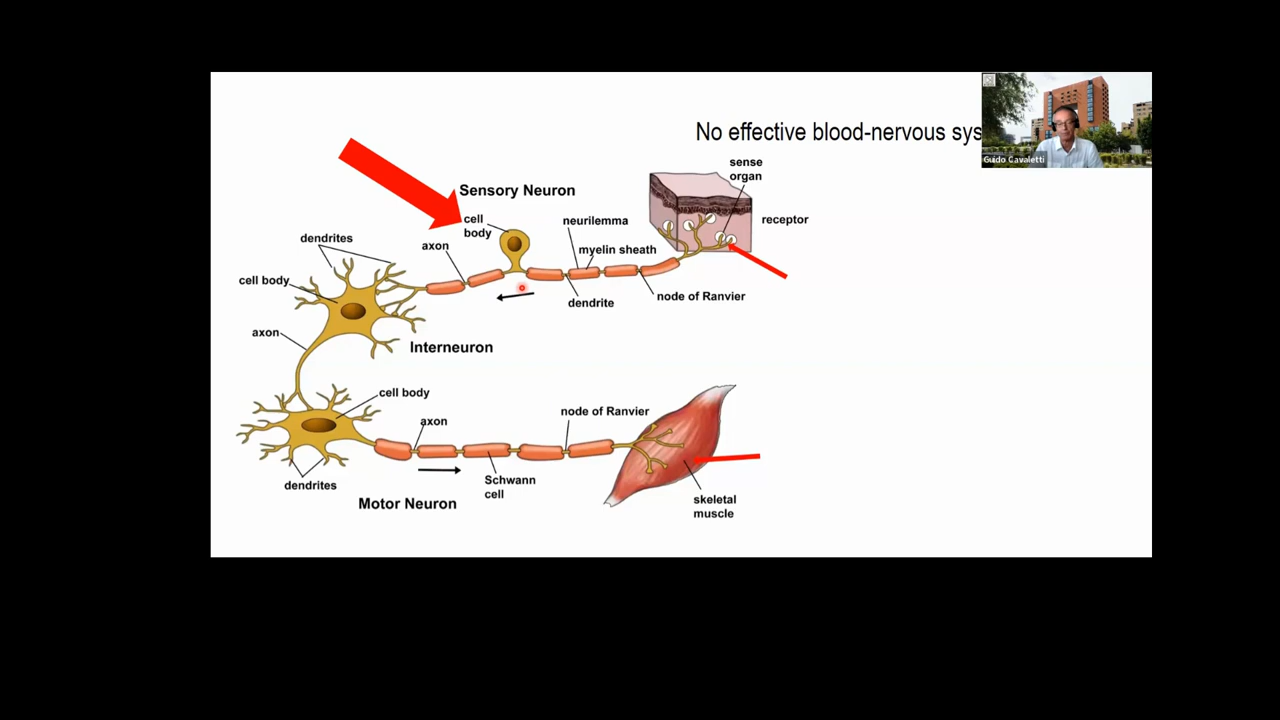 No effective blood-nervous
Guido Cavaletti
sense
organ
Sensory Neuron
cell
body
neurilemma
receptor
dendrites
axon
myelin sheath
cell body
dendrite
node of Ranvier
axon
Interneuron
cell body
axon
node of Ranvier
dendrites
Schwann
cell
Motor Neuron
skeletal
muscle